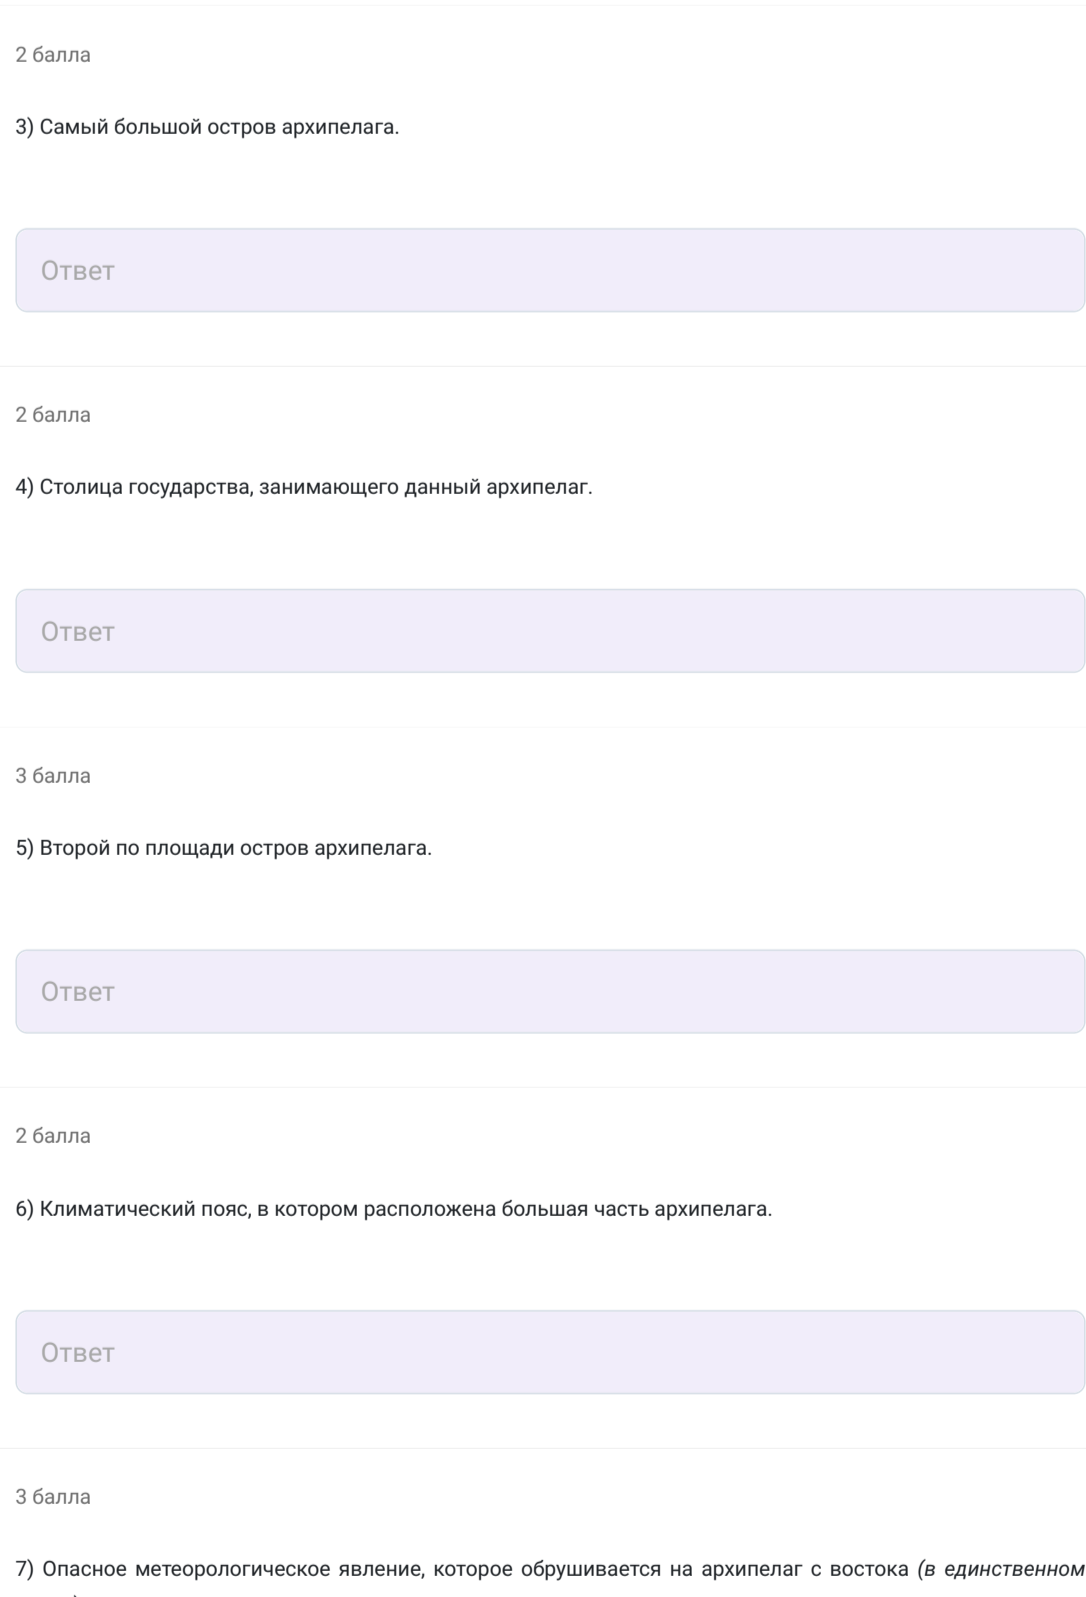 2 балла
3) Самый большой остров архипелага.
Ответ
2 балла
4) Столица государства, занимающего данный архипелаг.
Ответ
3 балла
5) Второй по площади остров архипелага.
Ответ
2 балла
6) Климатический пояс, в котором расположена большая часть архипелага.
Ответ
3 балла
7) Опасное метеорологическое явление, которое обрушивается на архипелаг с востока (в единственном